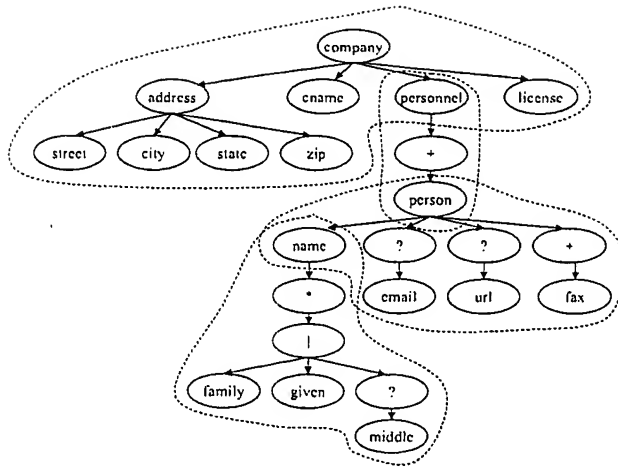 company
address cname personnel license
street city state zip +
person
name ? ? +
* email url fax
|
family given ?
middle